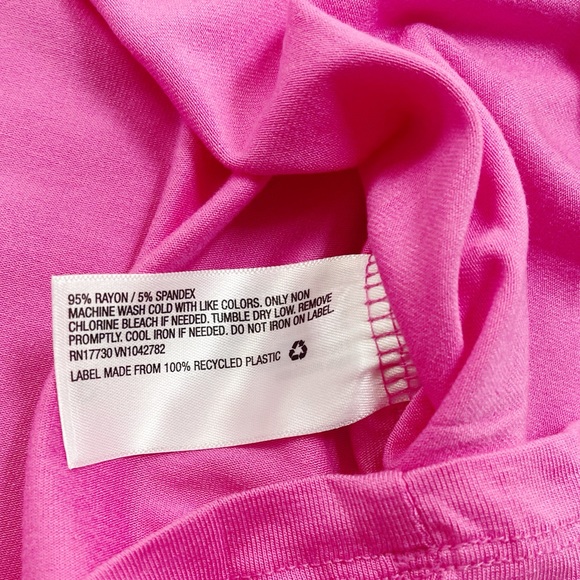 95% RAYON / 5% SPANDEX
MACHINE WASH COLD WITH LIKE COLORS. ONLY NON
CHLORINE BLEACH IF NEEDED. TUMBLE DRY LOW. REMOVE
PROMPTLY. COOL IRON IF NEEDED. DO NOT IRON ON LABEL.
RN17730 VN1042782
LABEL MADE FROM 100% RECYCLED PLASTIC